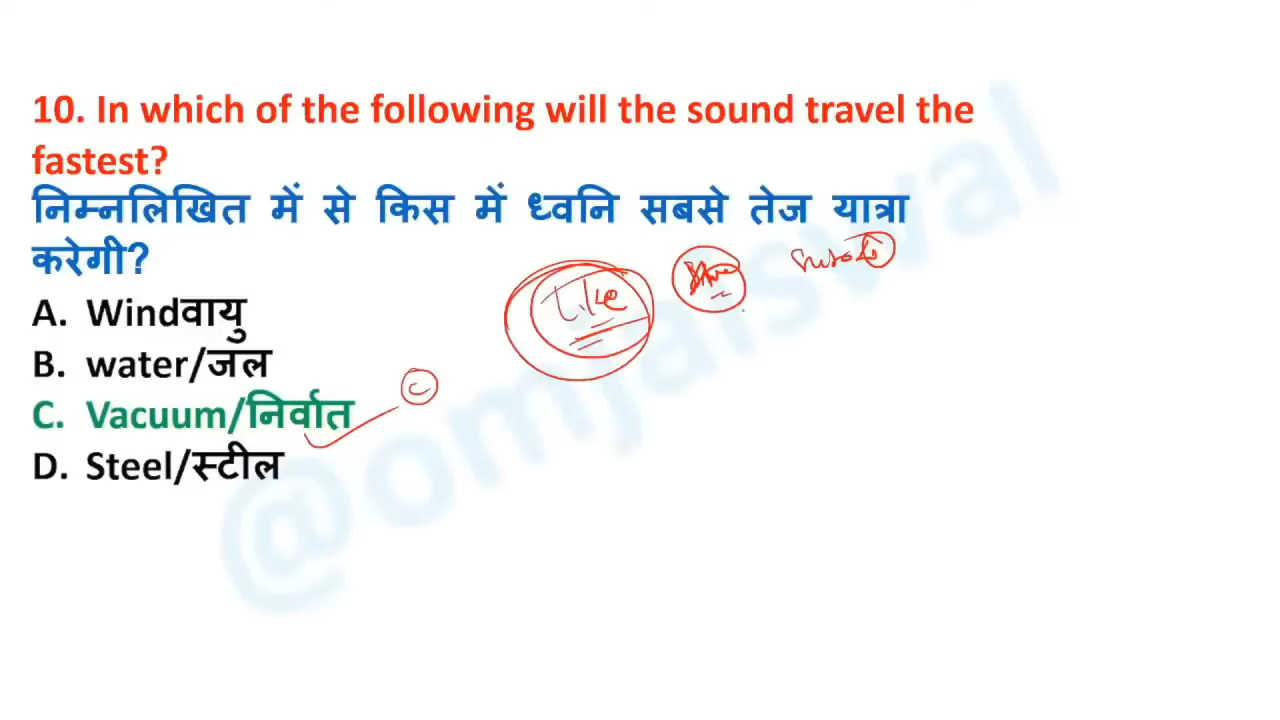 10. In which of the following will the sound travel the
fastest?
निम्नलिखित में से किस में ध्वनि सबसे तेज यात्रा
करेगी?
Like
A. Windवायु
B. water/जल
C. Vacuum/निर्वात
C
D. Steel/स्टील
@omjaiswal